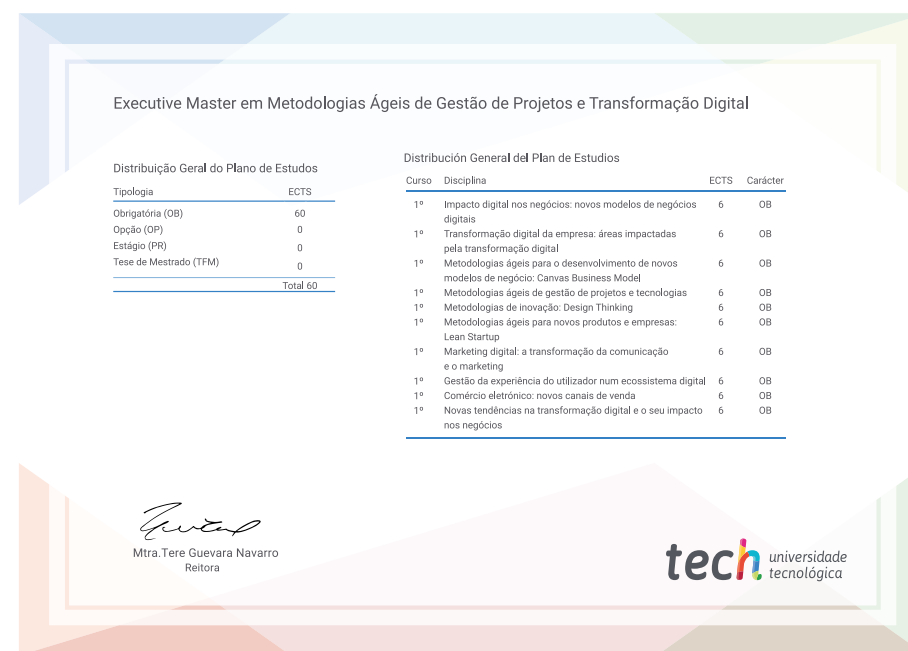 Executive Master em Metodologias Ágeis de Gestão de Projetos e Transformação Digital
Distribuição Geral do Plano de Estudos
Tipologia ECTS
Obrigatória (OB) 60
Opção (OP) 0
Estágio (PR) 0
Tese de Mestrado (TFM) 0
Total 60
Distribución General del Plan de Estudios
Curso Disciplina ECTS Carácter
1º Impacto digital nos negócios: novos modelos de negócios 6 OB
digitais
1º Transformação digital da empresa: áreas impactadas 6 OB
pela transformação digital
1º Metodologias ágeis para o desenvolvimento de novos 6 OB
modelos de negócio: Canvas Business Model
1º Metodologias ágeis de gestão de projetos e tecnologias 6 OB
1º Metodologias de inovação: Design Thinking 6 OB
1º Metodologias ágeis para novos produtos e empresas: 6 OB
Lean Startup
1º Marketing digital: a transformação da comunicação 6 OB
e o marketing
1º Gestão da experiência do utilizador num ecossistema digital 6 OB
1º Comércio eletrónico: novos canais de venda 6 OB
1º Novas tendências na transformação digital e o seu impacto 6 OB
nos negócios
Mtra.Tere Guevara Navarro
Reitora
tech universidade
tecnológica